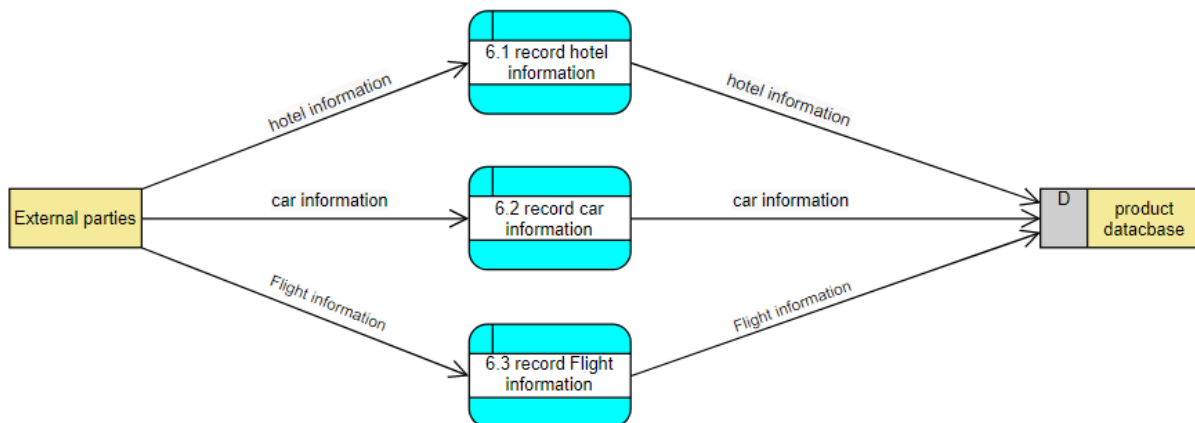 6.1 record hotel
information
hotel information
hotel information
External parties
car information
6.2 record car
information
car information
D
product
datacbase
Flight information
6.3 record Flight
information
Flight information